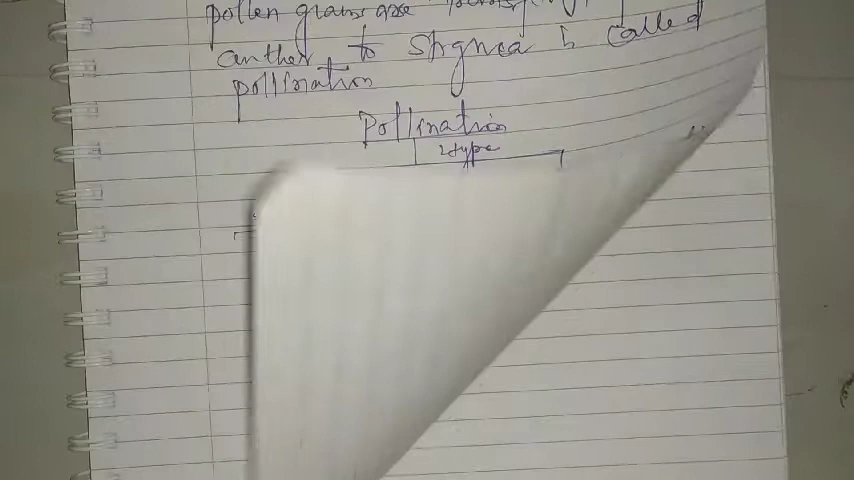 pollen grains are
anther to Stigma is called
pollination
Pollination
2 type